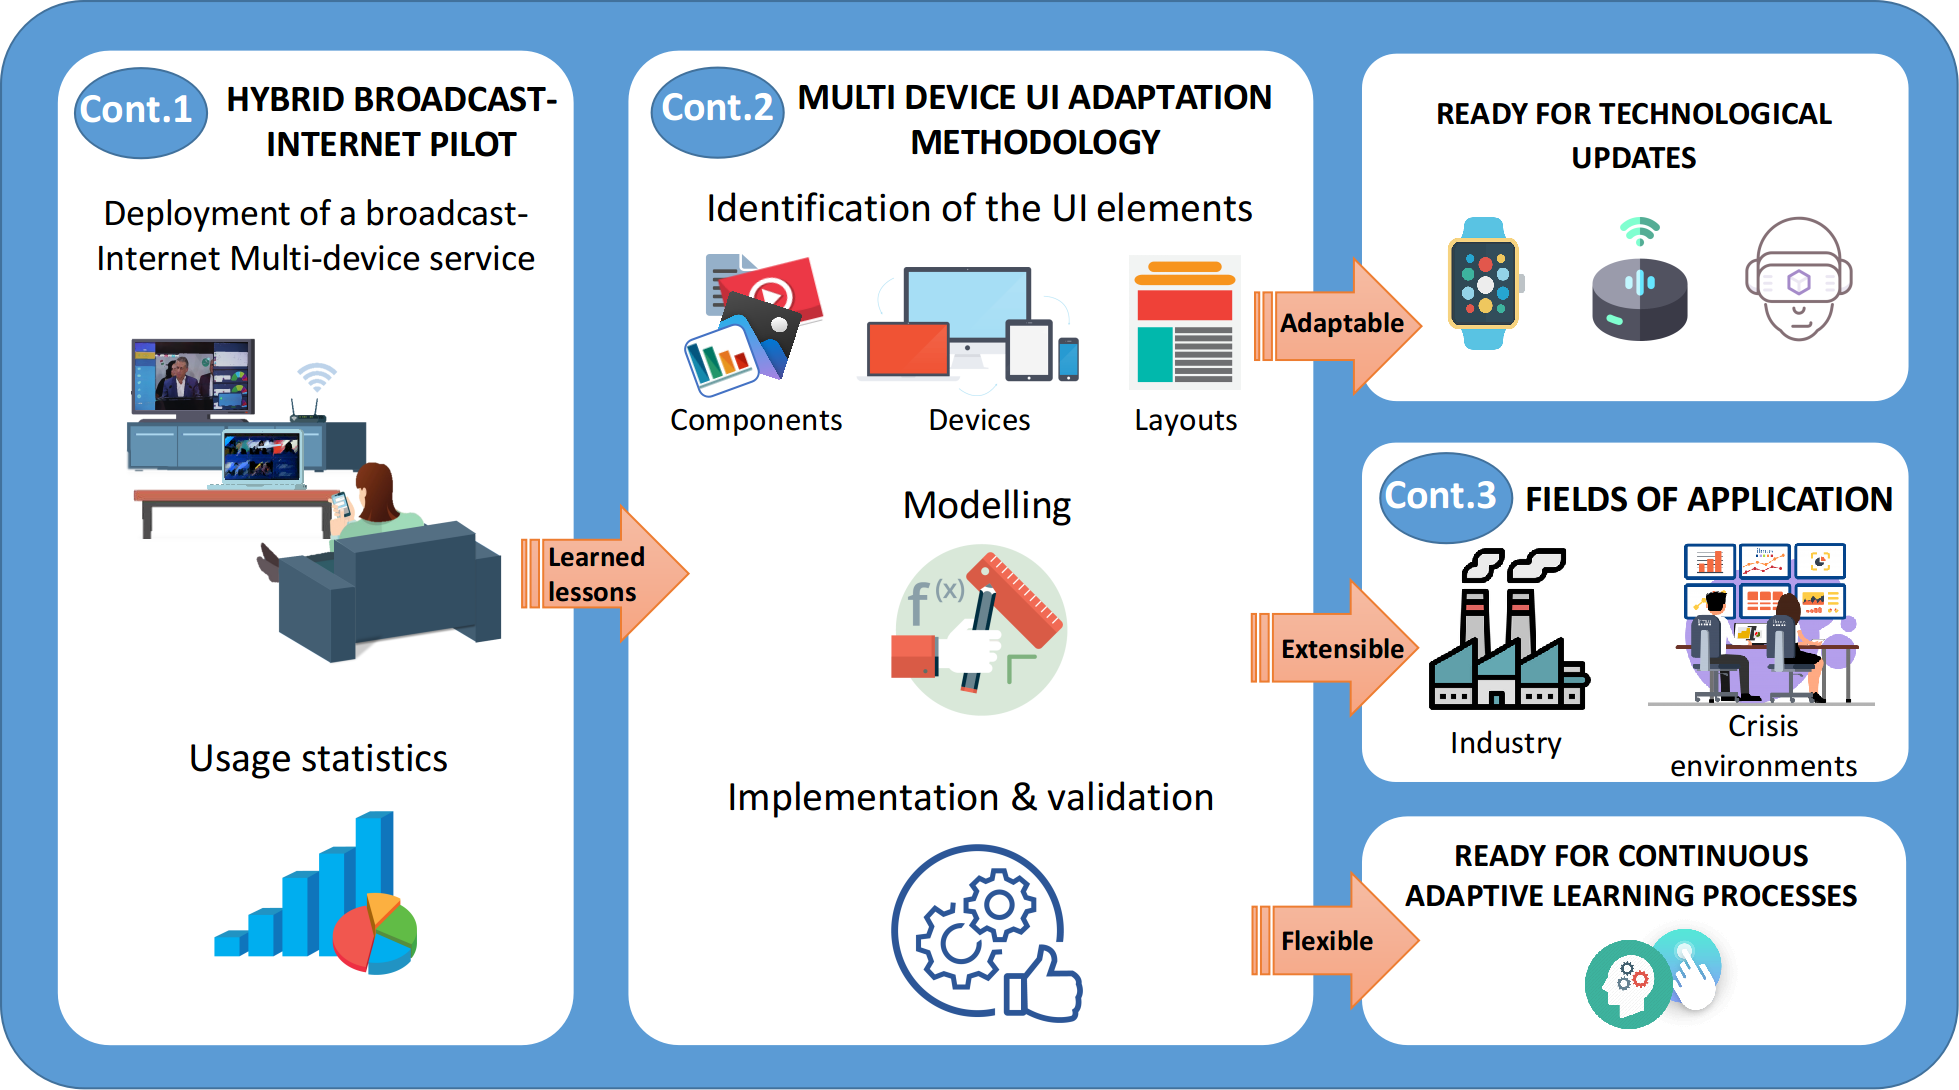 Cont.1
HYBRID BROADCAST-
INTERNET PILOT
Deployment of a broadcast-
Internet Multi-device service
Usage statistics
Learned
lessons
Cont.2
MULTI DEVICE UI ADAPTATION
METHODOLOGY
Identification of the UI elements
Components
Devices
Layouts
Modelling
f(x)
Implementation & validation
Adaptable
Extensible
Flexible
READY FOR TECHNOLOGICAL
UPDATES
Cont.3
FIELDS OF APPLICATION
Industry
Crisis
environments
READY FOR CONTINUOUS
ADAPTIVE LEARNING PROCESSES